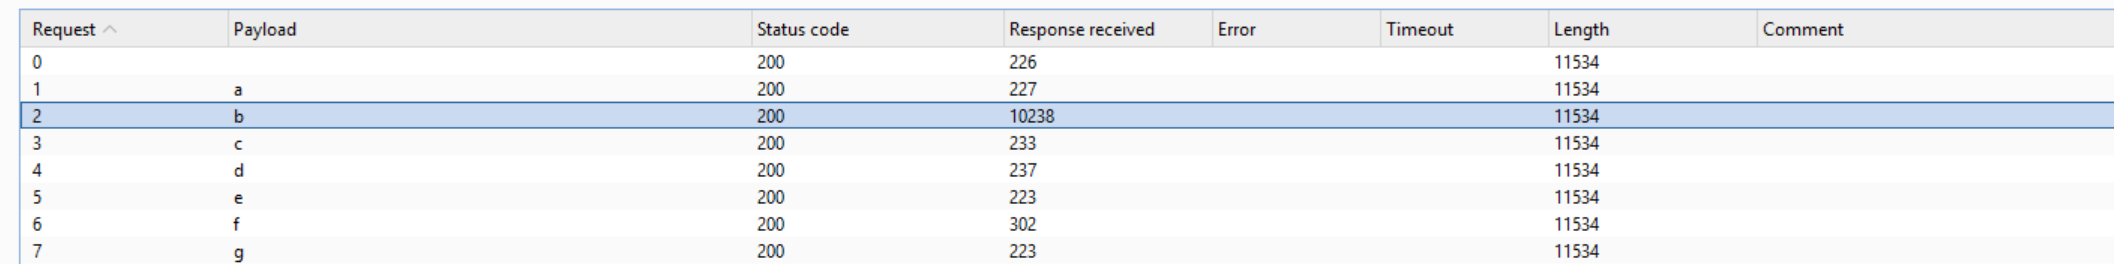 Request Payload Status code Response received Error Timeout Length Comment
0 200 226 11534
1 a 200 227 11534
2 b 200 10238 11534
3 c 200 233 11534
4 d 200 237 11534
5 e 200 223 11534
6 f 200 302 11534
7 g 200 223 11534